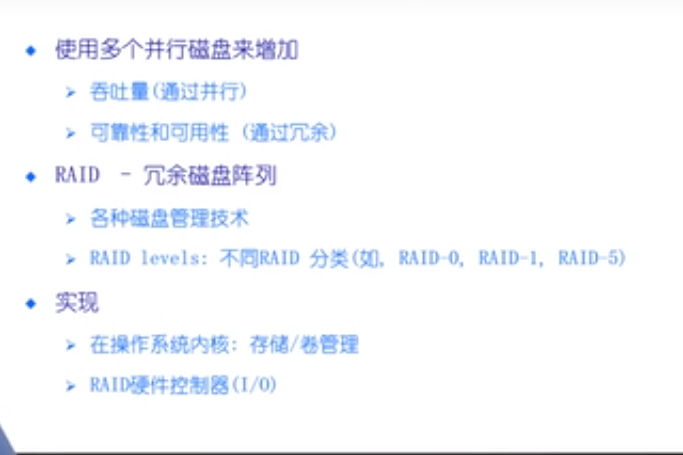 使用多个并行磁盘来增加
吞吐量(通过并行)
可靠性和可用性 (通过冗余)
RAID - 冗余磁盘阵列
各种磁盘管理技术
RAID levels: 不同RAID 分类(如, RAID-0, RAID-1, RAID-5)
实现
在操作系统内核: 存储/卷管理
RAID硬件控制器(I/O)